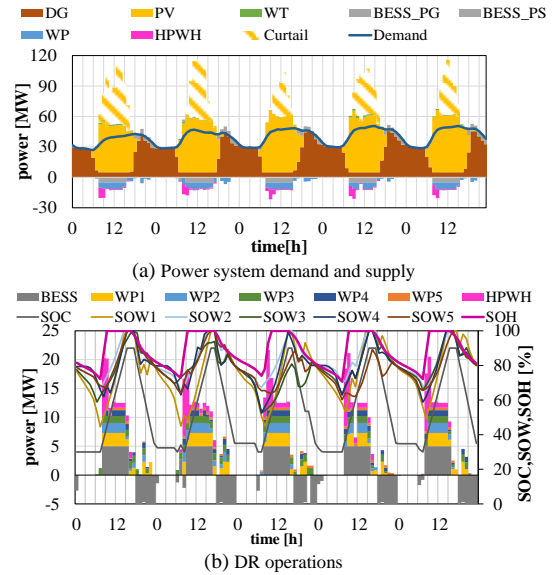 DG PV WT BESS_PG BESS_PS
WP HPWH Curtail Demand
120
90
60
30
0
-30
power [MW]
12 0 12 0 12 0 12 0 12
time[h]
(a) Power system demand and supply
BESS WP1 WP2 WP3 WP4 WP5 HPWH
SOC SOW1 SOW2 SOW3 SOW4 SOW5 SOH
25 100
20 80
15
10
5
0
60
40
20
0
power [MW]
SOC,SOW,SOH [%]
0 12 0 12 0 12 0 12 0 12
time [h]
(b) DR operations